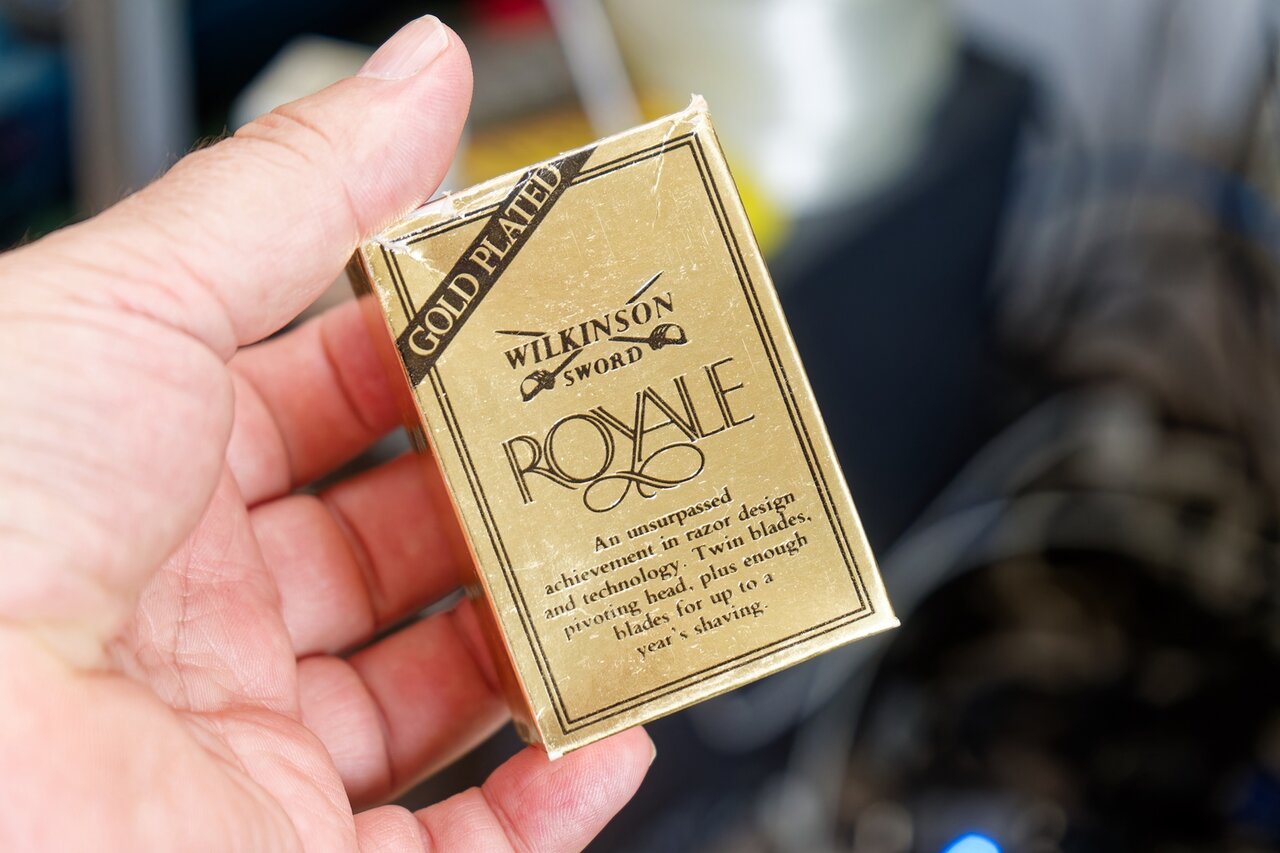 GOLD PLATED
WILKINSON
SWORD
ROYALE
An unsurpassed
achievement in razor design
and technology. Twin blades,
pivoting head, plus enough
blades for up to a
year's shaving.